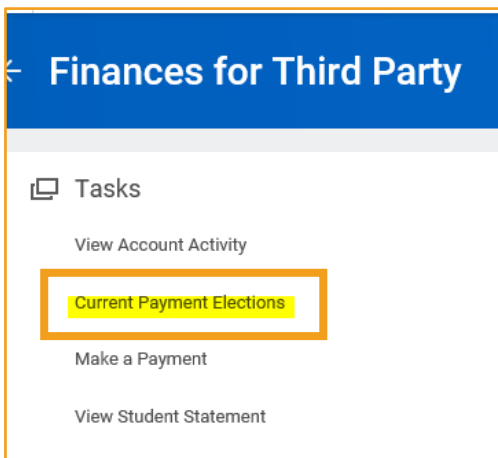 Finances for Third Party
Tasks
View Account Activity
Current Payment Elections
Make a Payment
View Student Statement